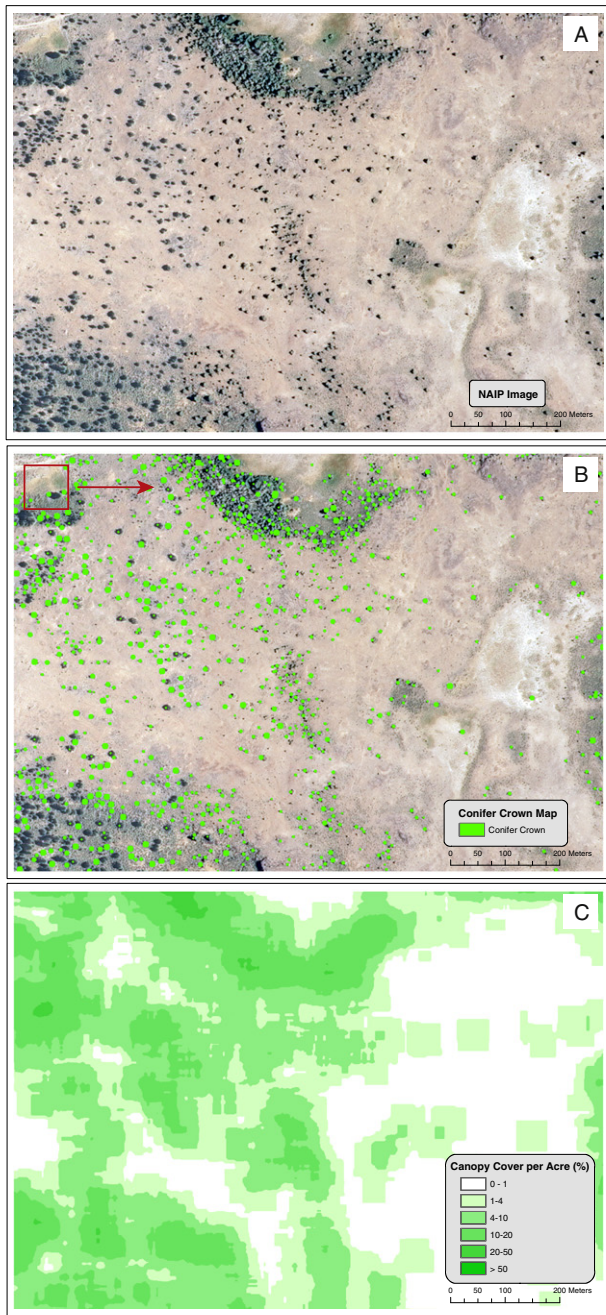 A
NAIP Image
0 50 100 200 Meters
B
Conifer Crown Map
Conifer Crown
0 50 100 200 Meters
C
Canopy Cover per Acre (%)
0 - 1
1-4
4-10
10-20
20-50
> 50
0 50 100 200 Meters